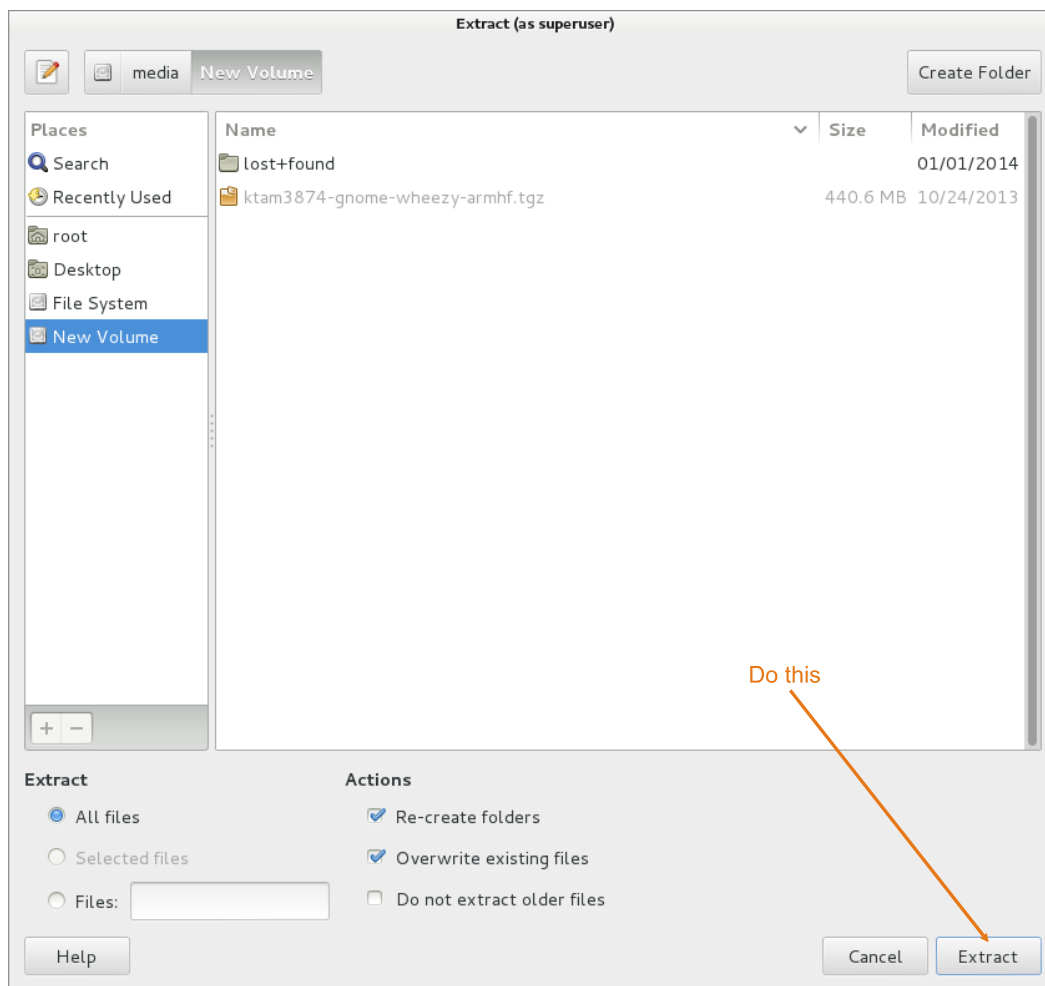 Extract (as superuser)
media New Volume Create Folder
Places Name Size Modified
Search lost+found 01/01/2014
Recently Used ktam3874-gnome-wheezy-armhf.tgz 440.6 MB 10/24/2013
root
Desktop
File System
New Volume
Do this
+ −
Extract Actions
All files Re-create folders
Selected files Overwrite existing files
Files: Do not extract older files
Help Cancel Extract